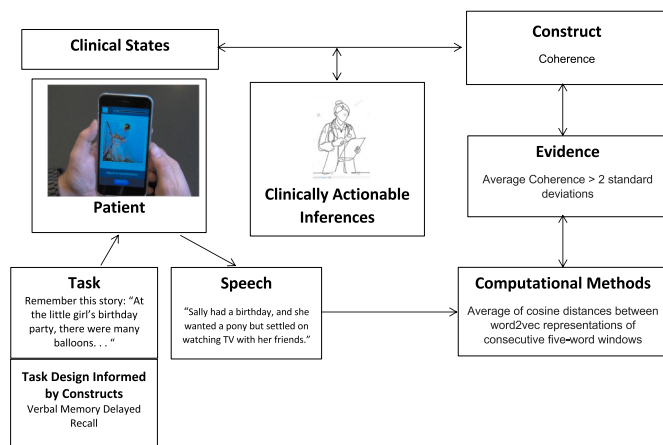 Clinical States
Construct
Coherence
Patient
Clinically Actionable
Inferences
Evidence
Average Coherence > 2 standard
deviations
Task
Remember this story: “At
the little girl’s birthday
party, there were many
balloons. . . “
Speech
“Sally had a birthday, and she
wanted a pony but settled on
watching TV with her friends.”
Computational Methods
Average of cosine distances between
word2vec representations of
consecutive five-word windows
Task Design Informed
by Constructs
Verbal Memory Delayed
Recall